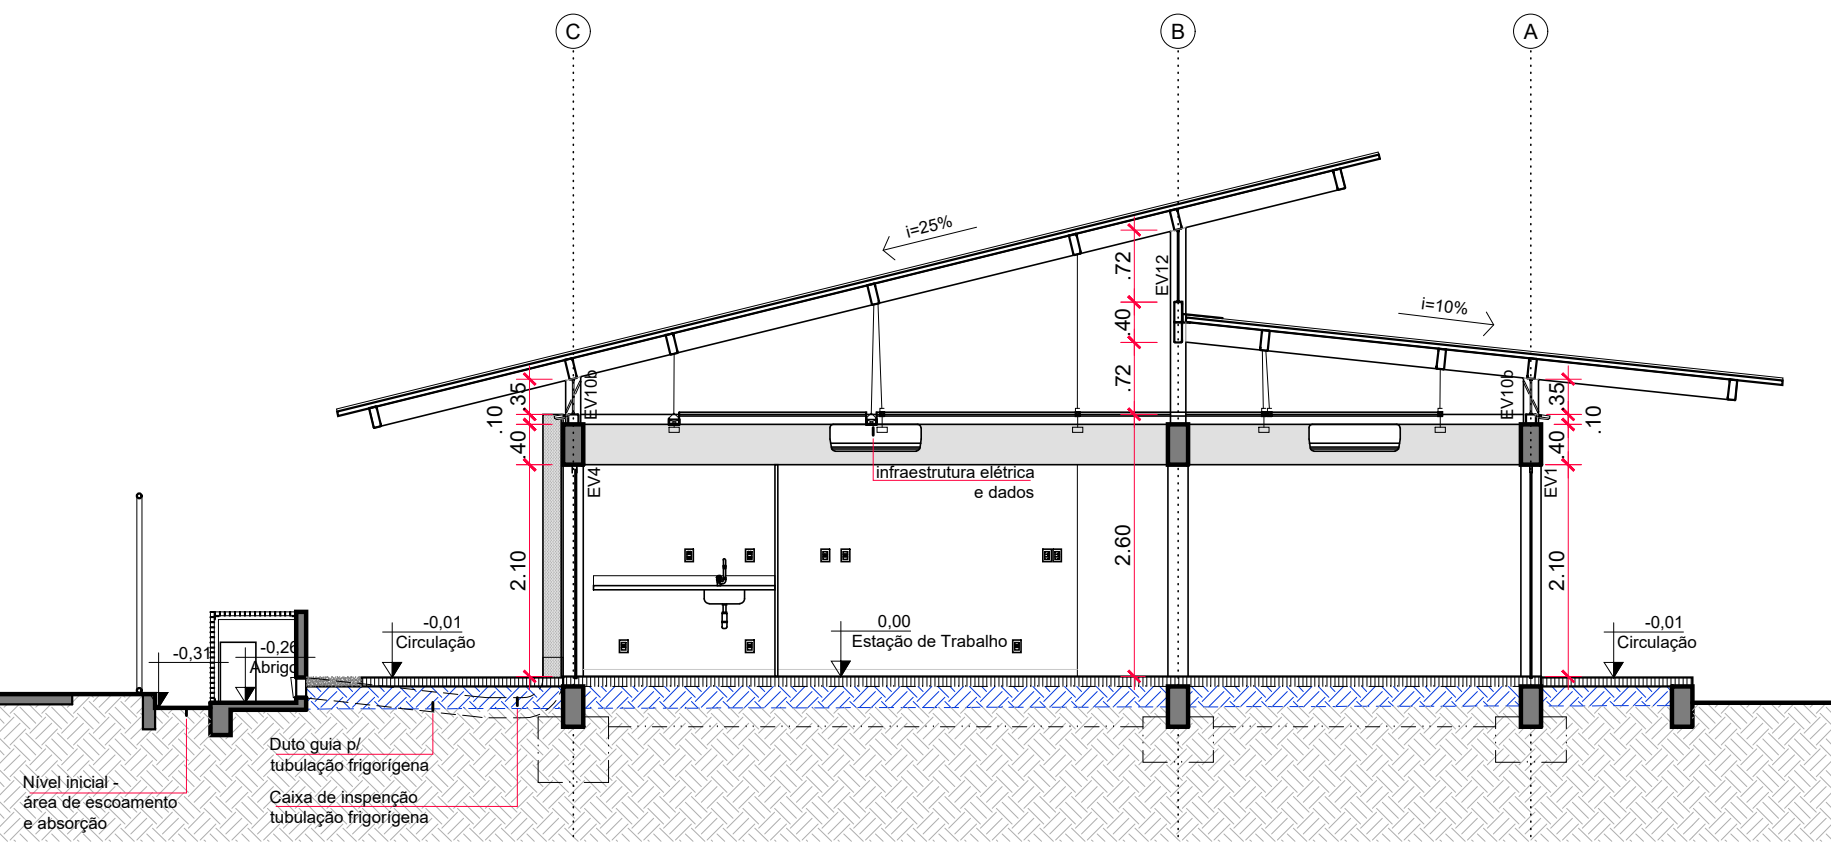 C
B
A
i=25%
i=10%
.72
EV12
.40
.72
.35
.10
.40
EV10b
EV10b
.35
.10
.40
EV4
EV1
infraestrutura elétrica
e dados
2.10
2.60
2.10
-0,01
Circulação
0,00
Estação de Trabalho
-0,01
Circulação
-0,31
-0,26
Abrigo
Duto guia p/
tubulação frigorígena
Caixa de inspenção
tubulação frigorígena
Nível inicial -
área de escoamento
e absorção